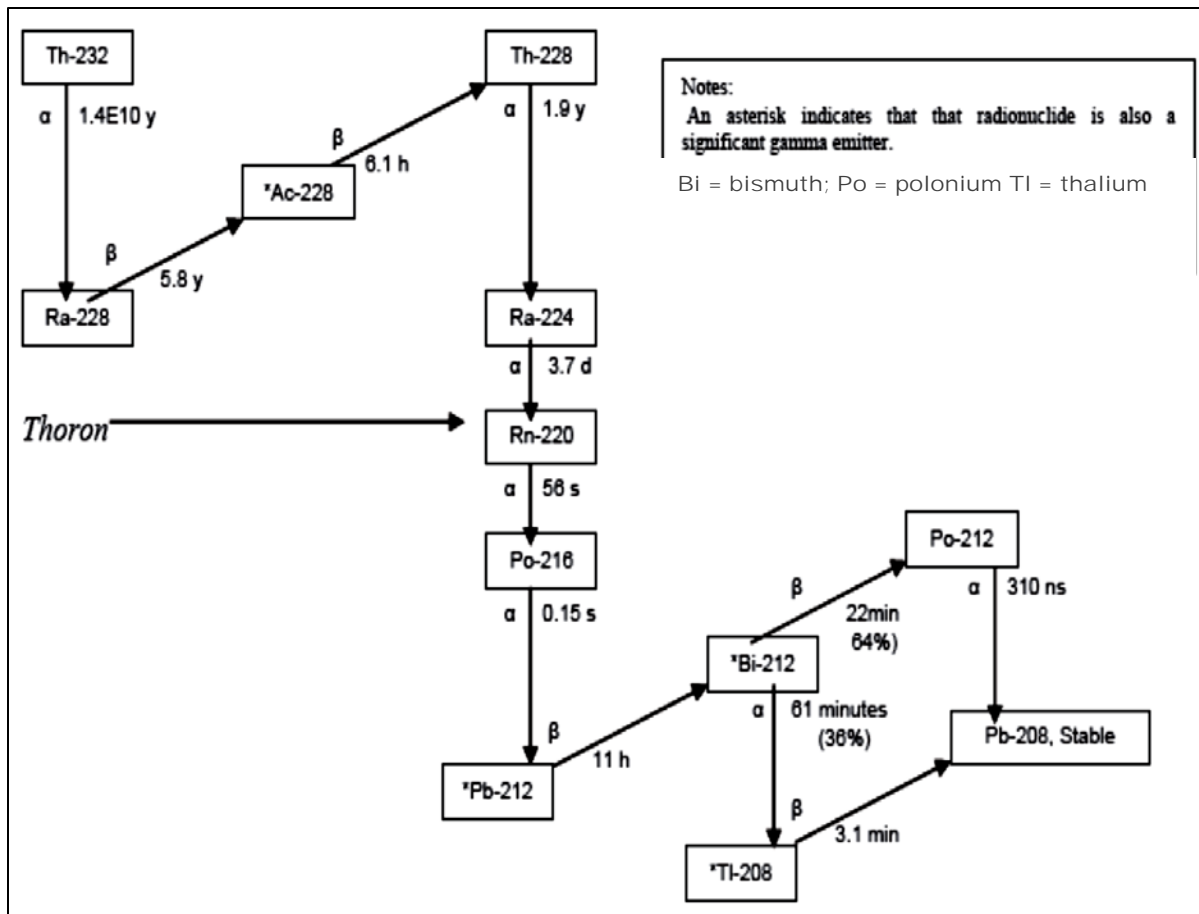 Th-232
Th-228
Notes:
An asterisk indicates that that radionuclide is also a
significant gamma emitter.
Bi = bismuth; Po = polonium Tl = thalium
α 1.4E10 y
α 1.9 y
β
6.1 h
*Ac-228
β
5.8 y
Ra-228
Ra-224
α 3.7 d
Thoron
Rn-220
α 56 s
Po-216
Po-212
α 0.15 s
β
22min
64%)
α 310 ns
*Bi-212
α 61 minutes
(36%)
Pb-208, Stable
β
11 h
*Pb-212
β
3.1 min
*Tl-208